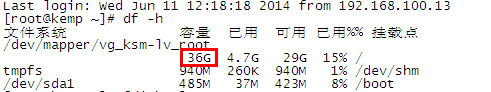 Last login: Wed Jun 11 12:18:18 2014 from 192.168.100.13
[root@kemp ~]# df -h
文件系统 容量 已用 可用 已用%% 挂载点
/dev/mapper/vg_ksm-lv_root
36G 4.7G 29G 15% /
tmpfs 940M 260K 940M 1% /dev/shm
/dev/sda1 485M 37M 423M 8% /boot